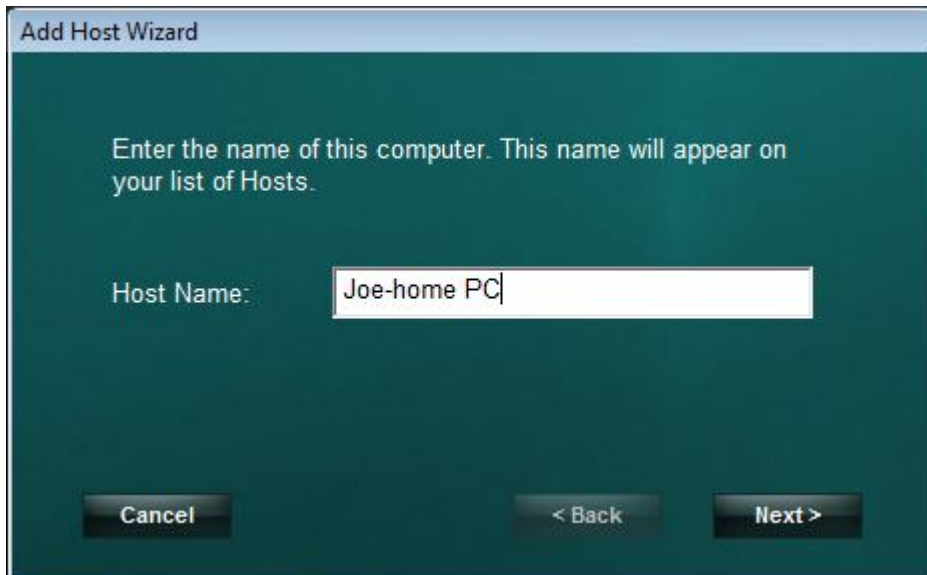 Add Host Wizard
Enter the name of this computer. This name will appear on
your list of Hosts.
Host Name:
Joe-home PC
Cancel
< Back
Next >